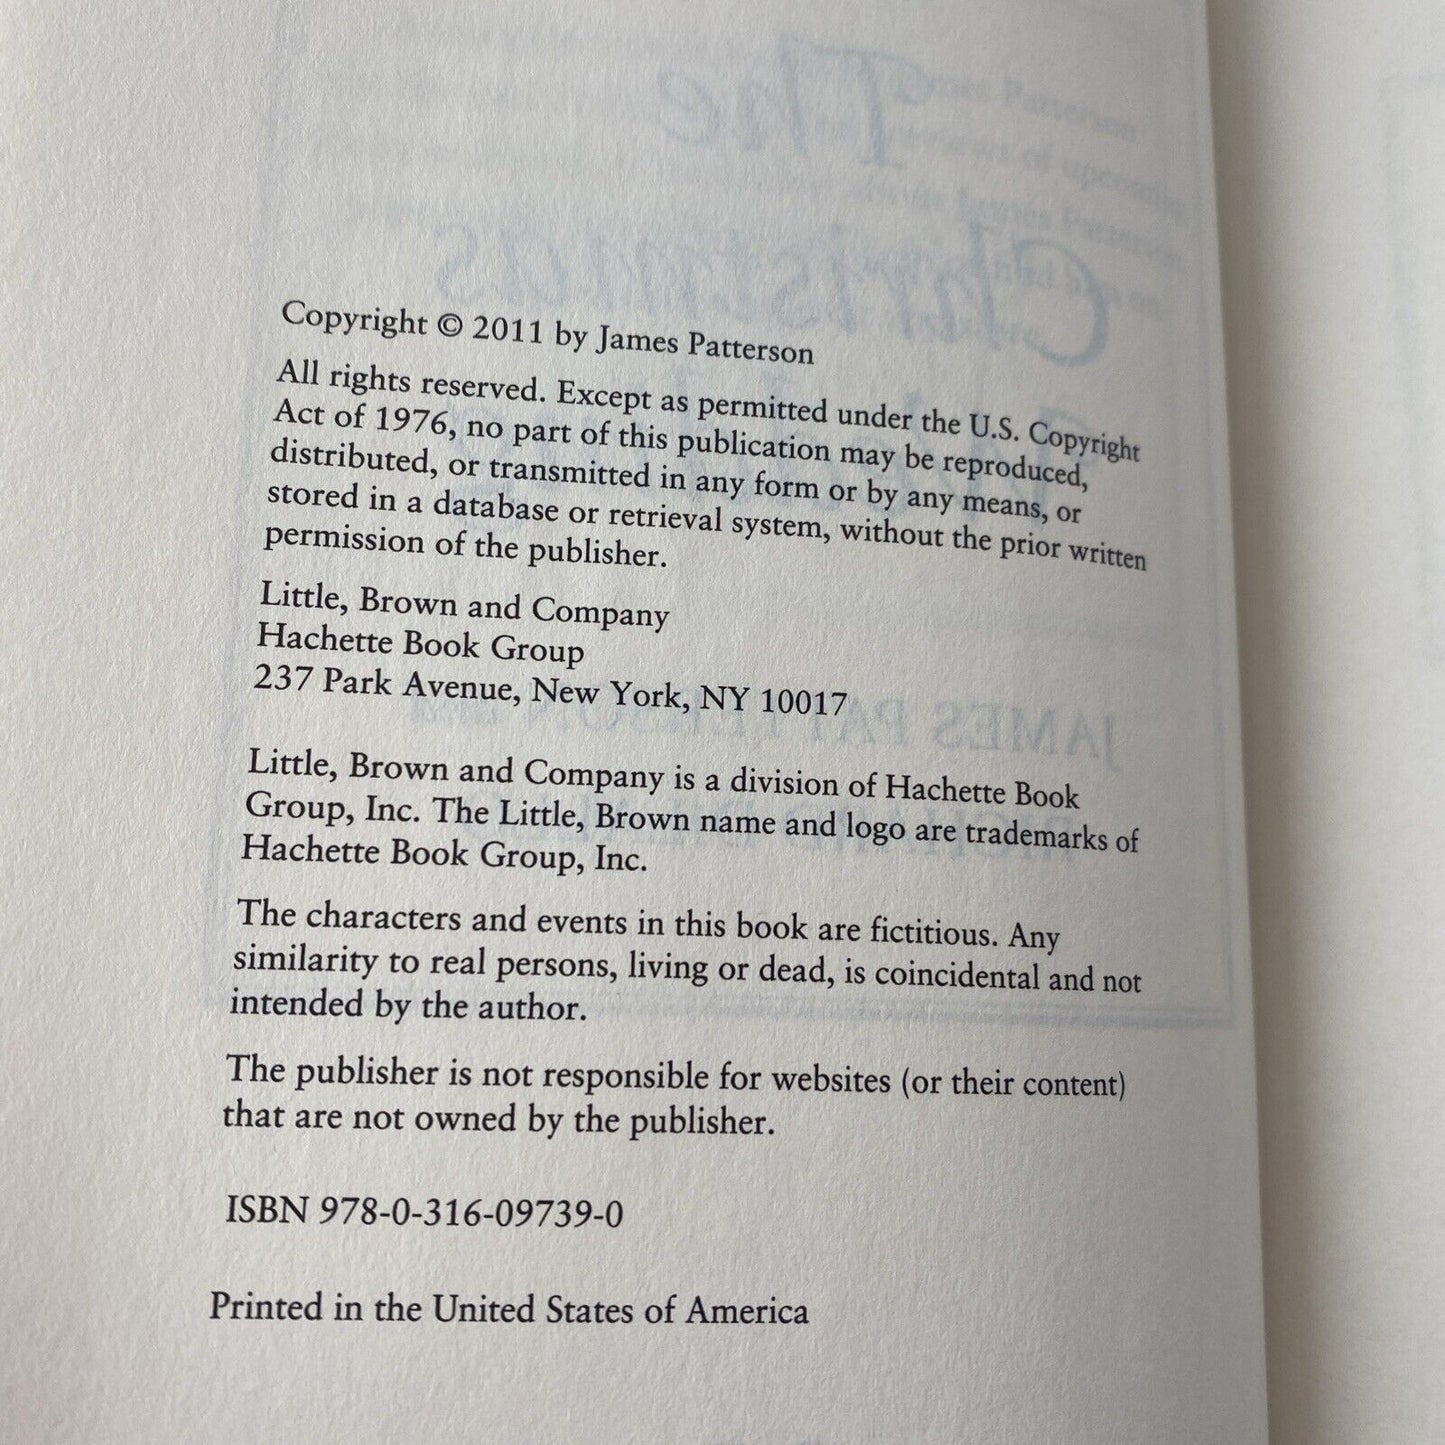 Copyright © 2011 by James Patterson
All rights reserved. Except as permitted under the U.S. Copyright
Act of 1976, no part of this publication may be reproduced,
distributed, or transmitted in any form or by any means, or
stored in a database or retrieval system, without the prior written
permission of the publisher.
Little, Brown and Company
Hachette Book Group
237 Park Avenue, New York, NY 10017
Little, Brown and Company is a division of Hachette Book
Group, Inc. The Little, Brown name and logo are trademarks of
Hachette Book Group, Inc.
The characters and events in this book are fictitious. Any
similarity to real persons, living or dead, is coincidental and not
intended by the author.
The publisher is not responsible for websites (or their content)
that are not owned by the publisher.
ISBN 978-0-316-09739-0
Printed in the United States of America
The
Christmas
JAMES PATTERSON